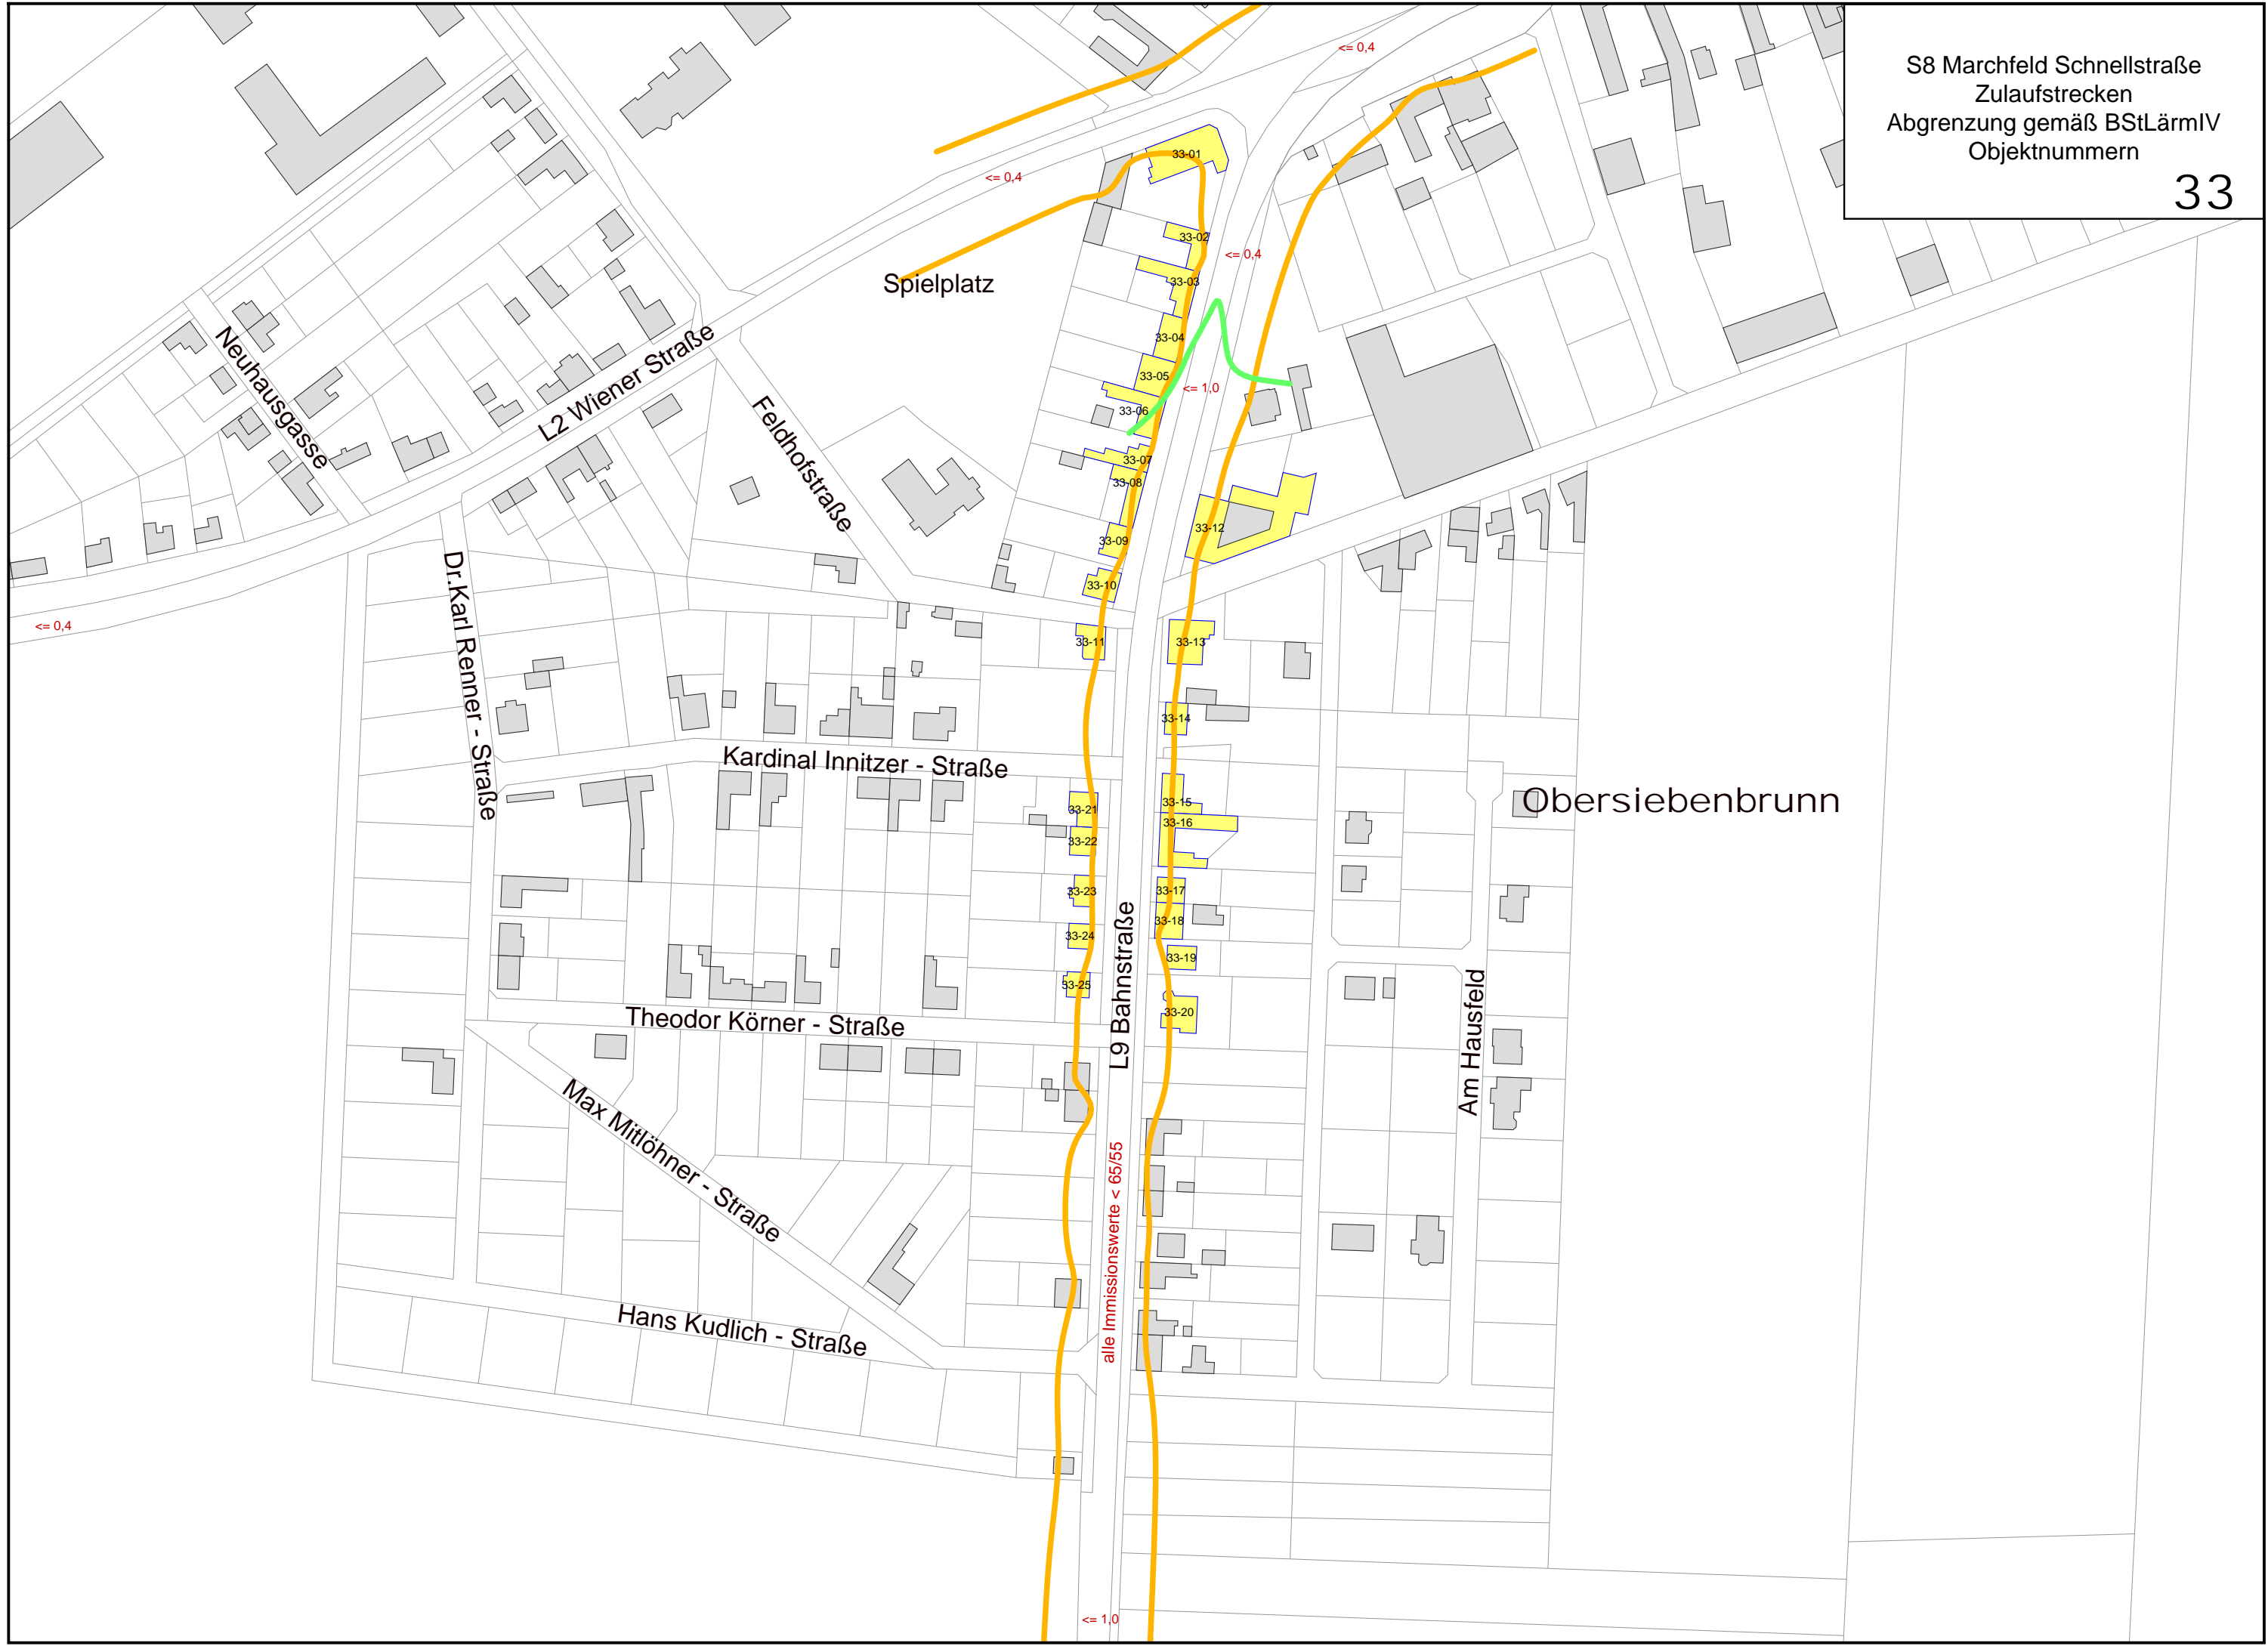 S8 Marchfeld Schnellstraße
Zulaufstrecken
Abgrenzung gemäß BStLärmIV
Objektnummern
33
<= 0,4
33-01
<= 0,4
33-02
<= 0,4
33-03
Spielplatz
33-04
Neuhausgasse
L2 Wiener Straße
33-05
<= 1,0
33-06
Feldhofstraße
33-07
33-08
33-12
33-09
33-10
Dr.Karl Renner - Straße
<= 0,4
33-11
33-13
33-14
Kardinal Innitzer - Straße
Obersiebenbrunn
33-21
33-15
33-16
33-22
33-23
33-17
33-18
33-24
33-19
33-25
L9 Bahnstraße
33-20
Theodor Körner - Straße
Am Hausfeld
Max Mitlöhner - Straße
alle Immissionswerte < 65/55
Hans Kudlich - Straße
<= 1,0